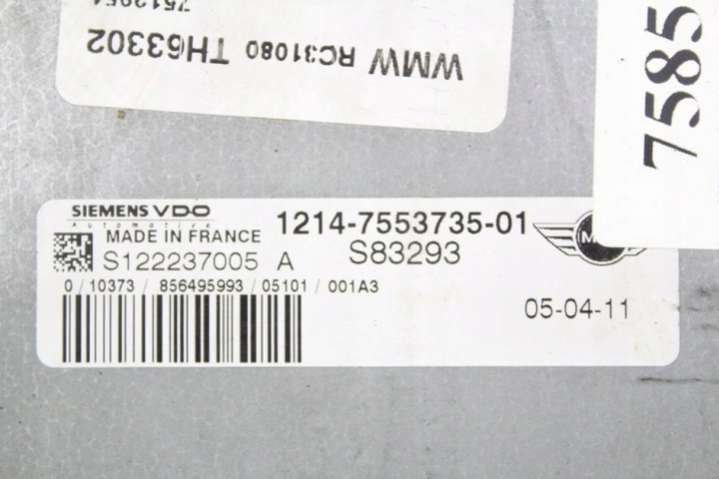 WMW RC31080 TH63302
7585
SIEMENS VDO
Automotive
MADE IN FRANCE
1214-7553735-01
S122237005 A
S83293
0/10373/856495993/05101/001A3
05-04-11